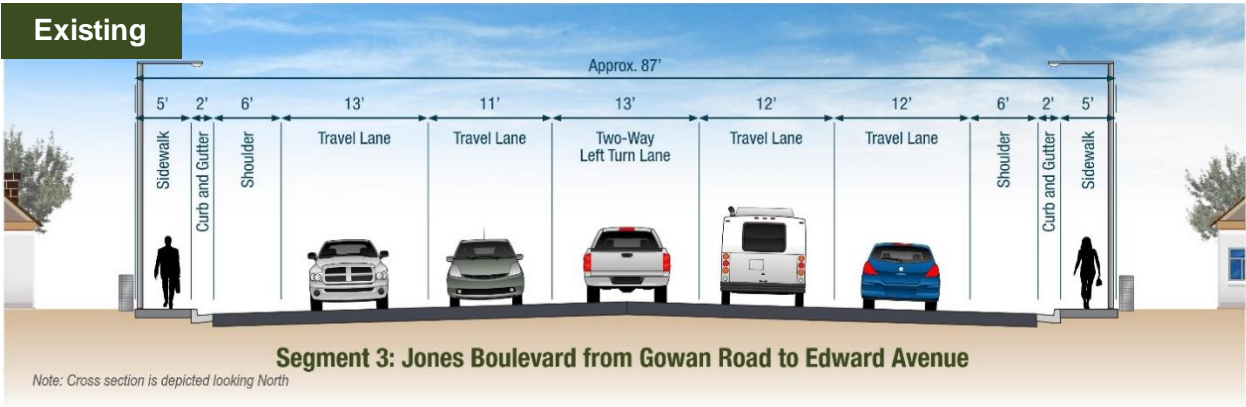 Existing
Approx. 87'
5' 2' 6' 13' 11' 13' 12' 12' 6' 2' 5'
Sidewalk
Curb and Gutter
Shoulder
Travel Lane
Travel Lane
Two-Way
Left Turn Lane
Travel Lane
Travel Lane
Shoulder
Curb and Gutter
Sidewalk
Segment 3: Jones Boulevard from Gowan Road to Edward Avenue
Note: Cross section is depicted looking North